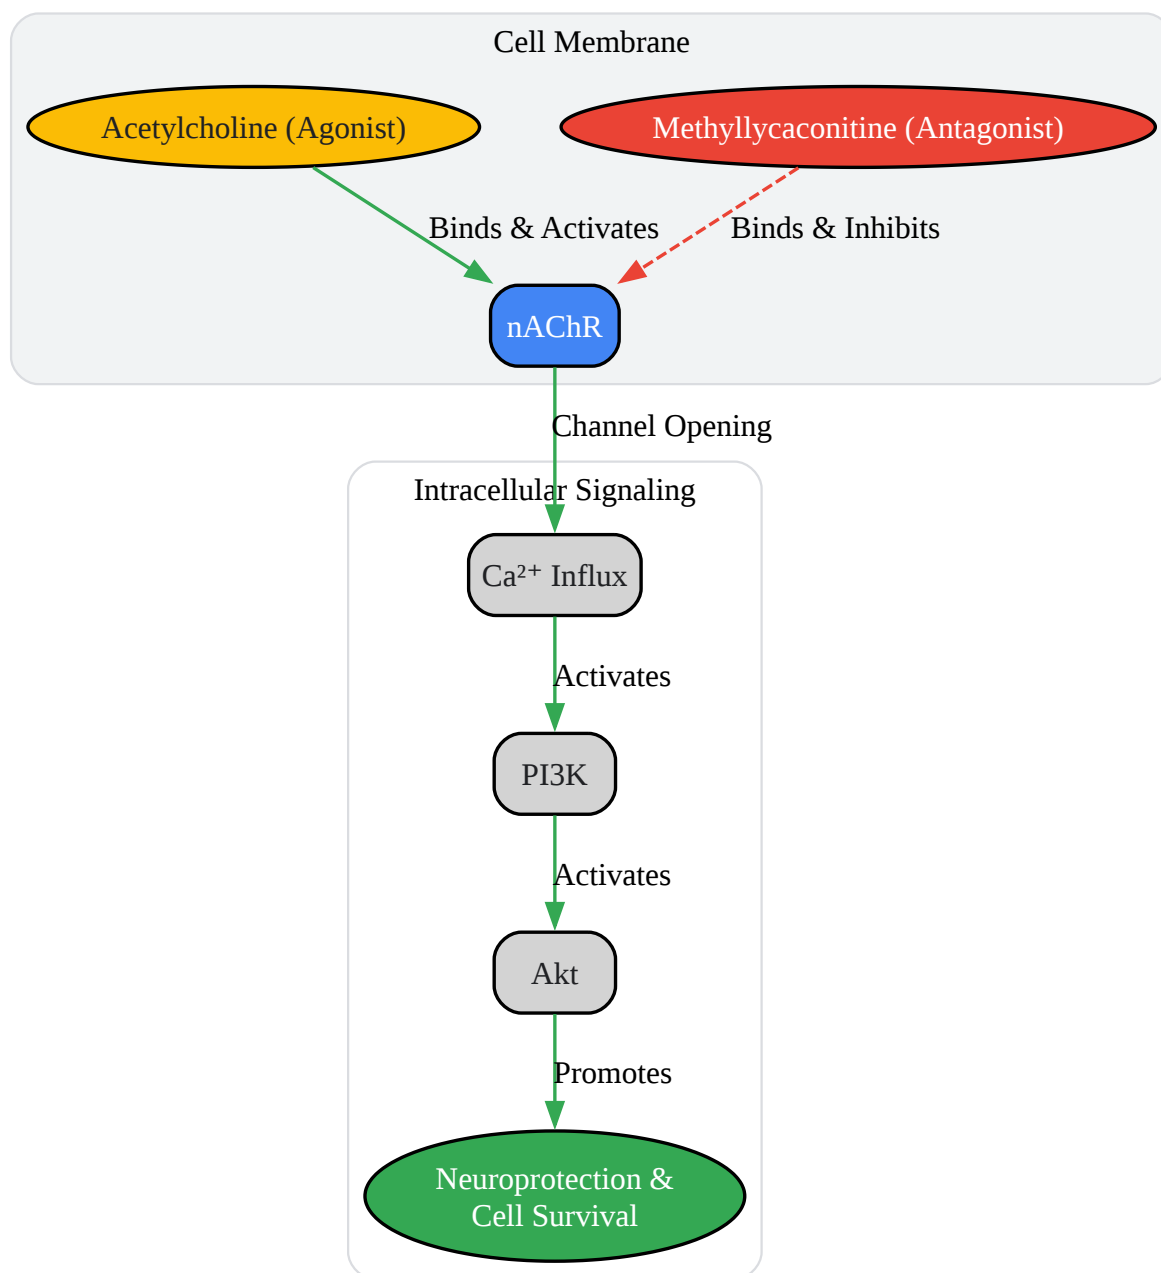 Cell Membrane
Acetylcholine (Agonist)
Methyllycaconitine (Antagonist)
Binds & Activates
Binds & Inhibits
nAChR
Channel Opening
Intracellular Signaling
Ca²⁺ Influx
Activates
PI3K
Activates
Akt
Promotes
Neuroprotection &
Cell Survival